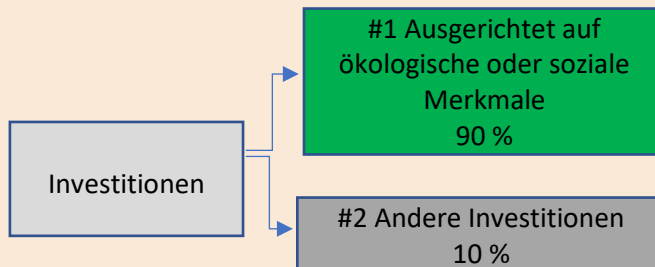 #1 Ausgerichtet auf
ökologische oder soziale
Merkmale
90 %
Investitionen
#2 Andere Investitionen
10 %